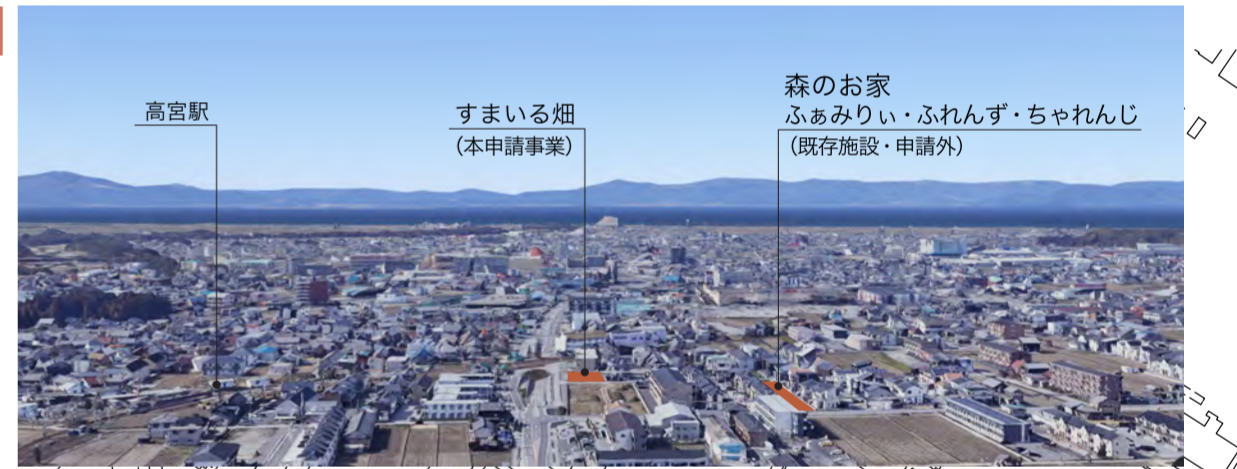 高宮駅
すまいる畑
（本申請事業）
森のお家
ふぁみりぃ・ふれんず・ちゃれんじ
（既存施設・申請外）